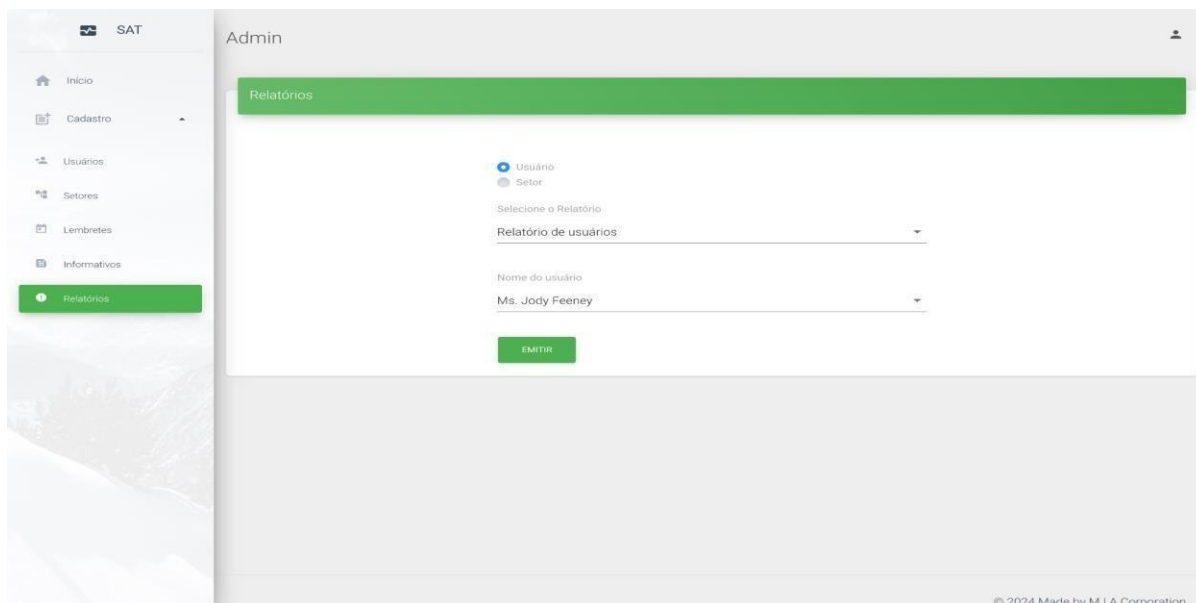 SAT
Início
Cadastro
Usuários
Setores
Lembretes
Informativos
Relatórios
Admin
Relatórios
Usuário
Setor
Selecione o Relatório
Relatório de usuários
Nome do usuário
Ms. Jody Feeney
EMITIR
© 2024 Made by M.I.A Corporation